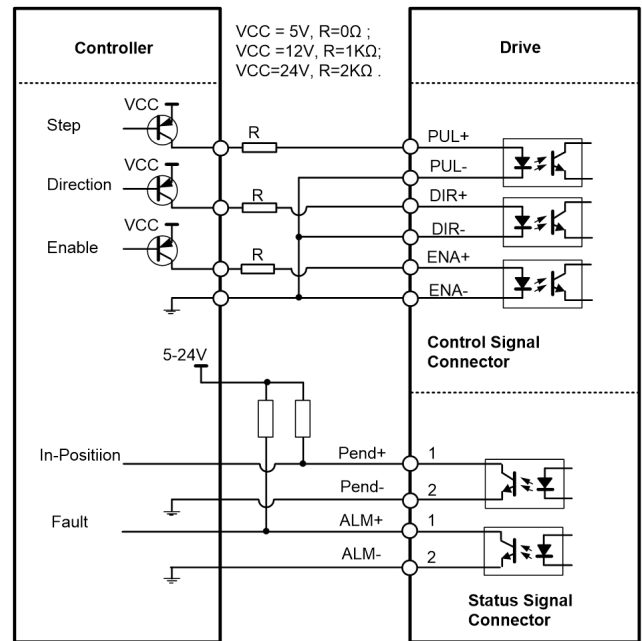 Controller
VCC = 5V, R=0Ω ;
VCC =12V, R=1KΩ;
VCC=24V, R=2KΩ .
Drive
VCC
Step
R
PUL+
PUL-
VCC
Direction
R
DIR+
DIR-
VCC
Enable
R
ENA+
ENA-
Control Signal
Connector
5-24V
In-Positiion
Pend+
1
Pend-
2
Fault
ALM+
1
ALM-
2
Status Signal
Connector